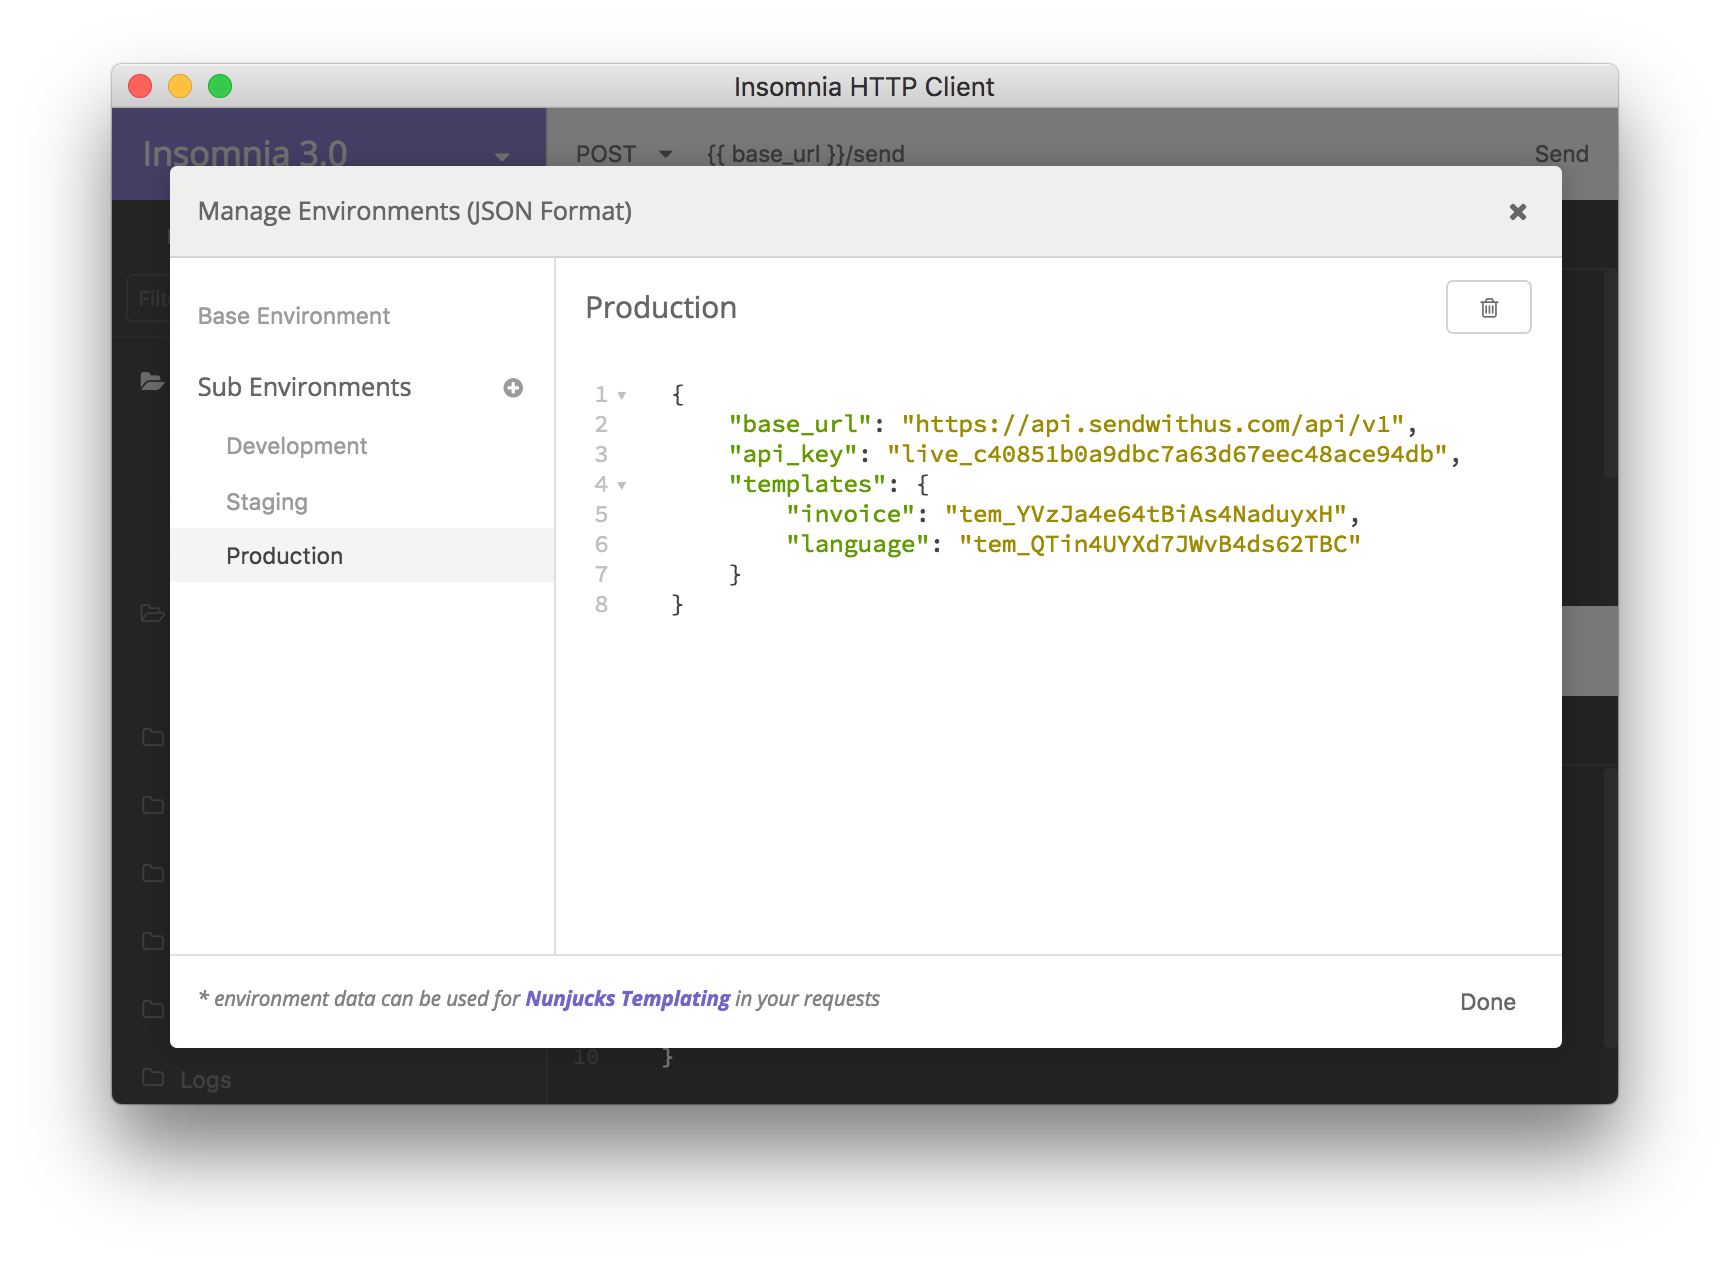 Insomnia HTTP Client
Insomnia 3.0
POST {{ base_url }}/send Send
Manage Environments (JSON Format)
Filte
Base Environment
Sub Environments
Development
Staging
Production
Production
1 {
2 "base_url": "https://api.sendwithus.com/api/v1",
3 "api_key": "live_c40851b0a9dbc7a63d67eec48ace94db",
4 "templates": {
5 "invoice": "tem_YVzJa4e64tBiAs4NaduyxH",
6 "language": "tem_QTin4UYXd7JWvB4ds62TBC"
7 }
8 }
* environment data can be used for Nunjucks Templating in your requests
Done
10 }
Logs